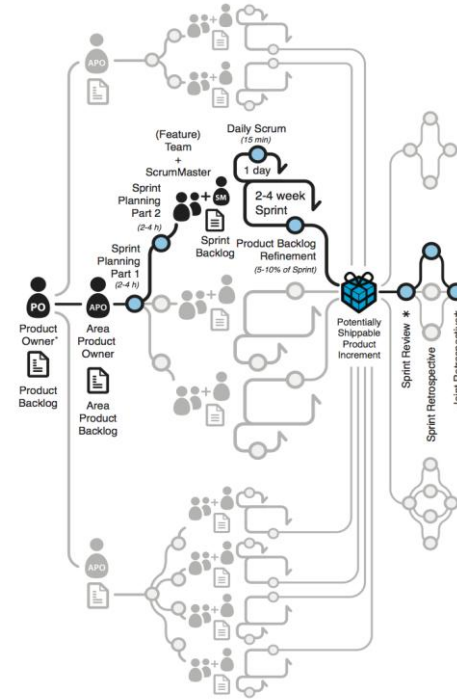 APO
(Feature)
Team
+
ScrumMaster
Daily Scrum
(15 min)
1 day
Sprint
Planning
Part 2
(2-4 h)
+
SM
2-4 week
Sprint
Sprint
Backlog
Sprint
Planning
Part 1
(2-4 h)
Product Backlog
Refinement
(5-10% of Sprint)
PO
APO
Product
Owner*
Area
Product
Owner
Product
Backlog
Area
Product
Backlog
Potentially
Shippable
Product
Increment
Sprint Review *
Sprint Retrospective
Joint Retrospective*
APO